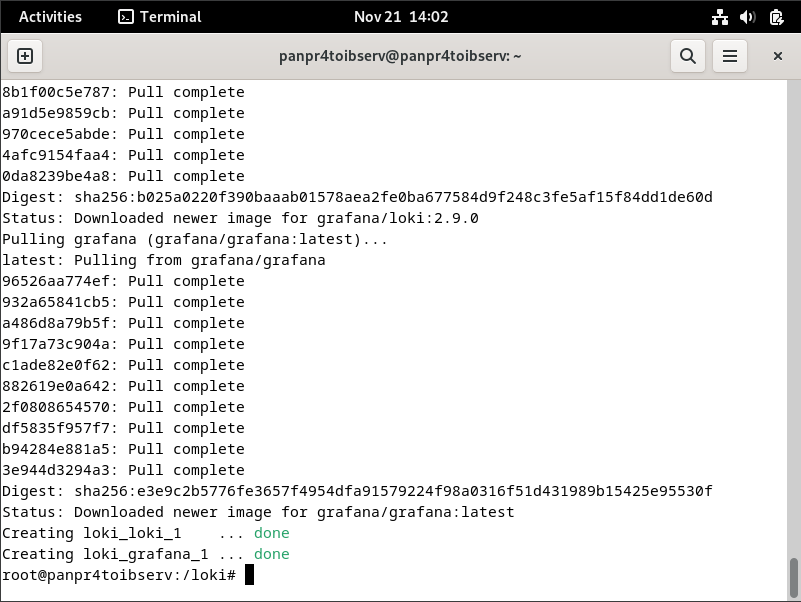 Activities
Terminal
Nov 21 14:02
panpr4toibserv@panpr4toibserv: ~
8b1f00c5e787: Pull complete
a91d5e9859cb: Pull complete
970cece5abde: Pull complete
4afc9154faa4: Pull complete
0da8239be4a8: Pull complete
Digest: sha256:b025a0220f390baaab01578aea2fe0ba677584d9f248c3fe5af15f84dd1de60d
Status: Downloaded newer image for grafana/loki:2.9.0
Pulling grafana (grafana/grafana:latest)...
latest: Pulling from grafana/grafana
96526aa774ef: Pull complete
932a65841cb5: Pull complete
a486d8a79b5f: Pull complete
9f17a73c904a: Pull complete
c1ade82e0f62: Pull complete
882619e0a642: Pull complete
2f0808654570: Pull complete
df5835f957f7: Pull complete
b94284e881a5: Pull complete
3e944d3294a3: Pull complete
Digest: sha256:e3e9c2b5776fe3657f4954dfa91579224f98a0316f51d431989b15425e95530f
Status: Downloaded newer image for grafana/grafana:latest
Creating loki_loki_1    ... done
Creating loki_grafana_1 ... done
root@panpr4toibserv:/loki#